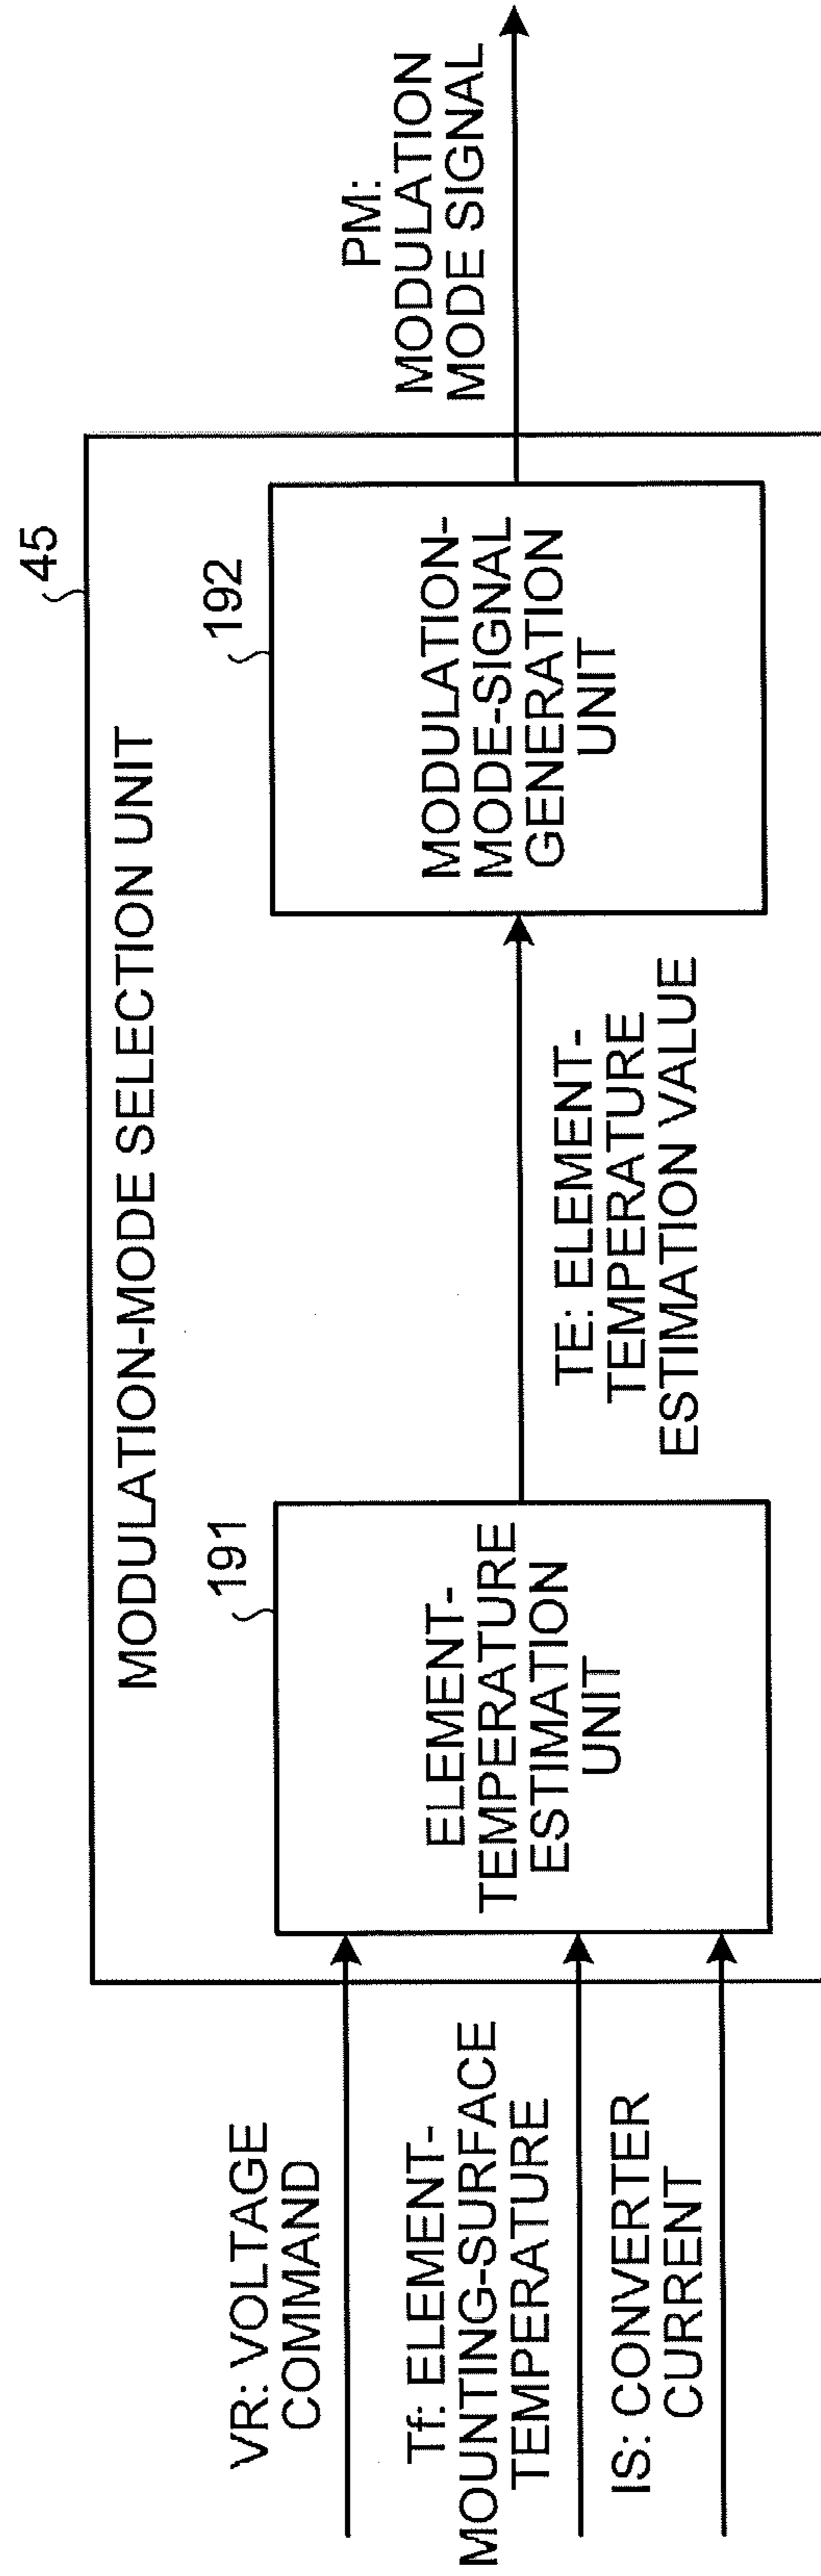 45
MODULATION-MODE SELECTION UNIT
VR: VOLTAGE
COMMAND
Tf: ELEMENT-
MOUNTING-SURFACE
TEMPERATURE
IS: CONVERTER
CURRENT
191
ELEMENT-
TEMPERATURE
ESTIMATION
UNIT
TE: ELEMENT-
TEMPERATURE
ESTIMATION VALUE
192
MODULATION-
MODE-SIGNAL
GENERATION
UNIT
PM:
MODULATION
MODE SIGNAL